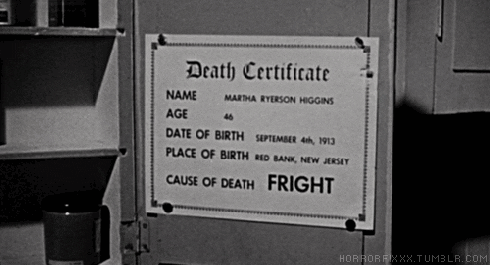 Death Certificate
NAME MARTHA RYERSON HIGGINS
AGE 46
DATE OF BIRTH SEPTEMBER 4th, 1913
PLACE OF BIRTH RED BANK, NEW JERSEY
CAUSE OF DEATH FRIGHT
HORRORFIXXX.TUMBLR.COM